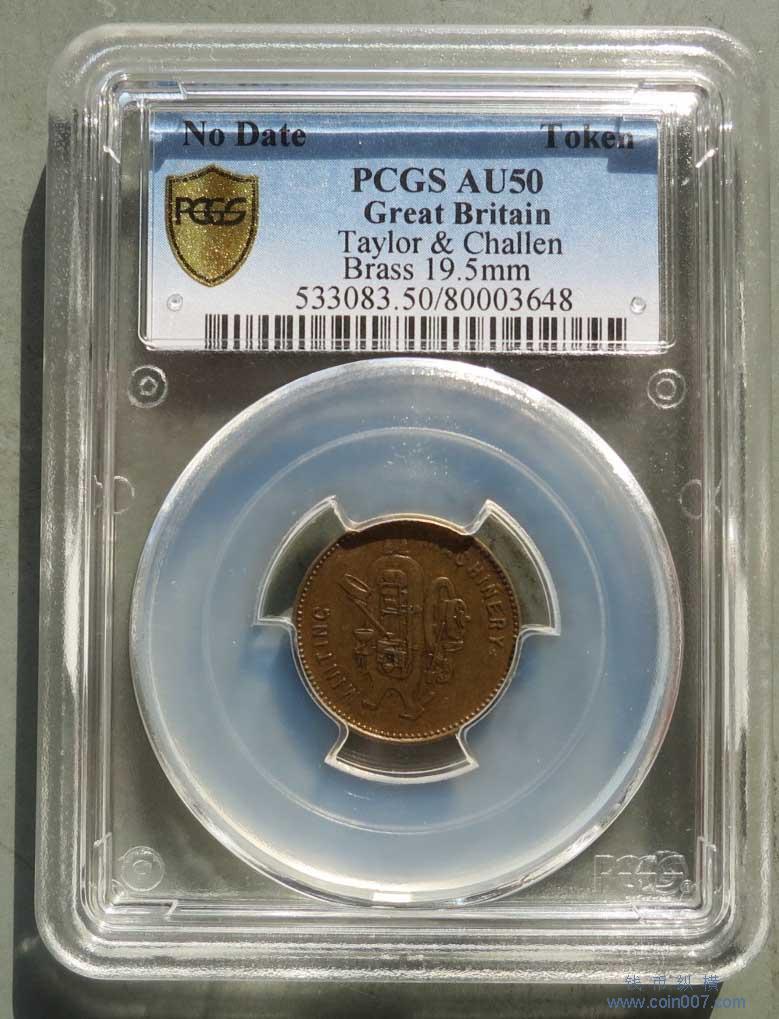 No Date Token
PCGS AU50
PCGS
Great Britain
Taylor & Challen
Brass 19.5mm
533083.50/80003648
MINTING MACHINERY
PCGS
钱币纵横
www.coin007.com